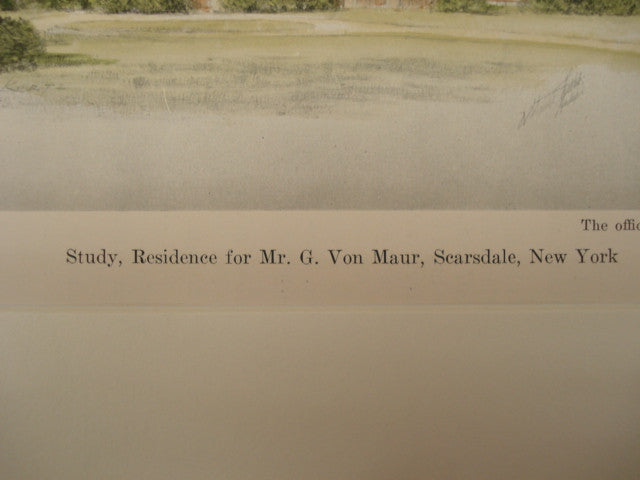 The offic
Study, Residence for Mr. G. Von Maur, Scarsdale, New York